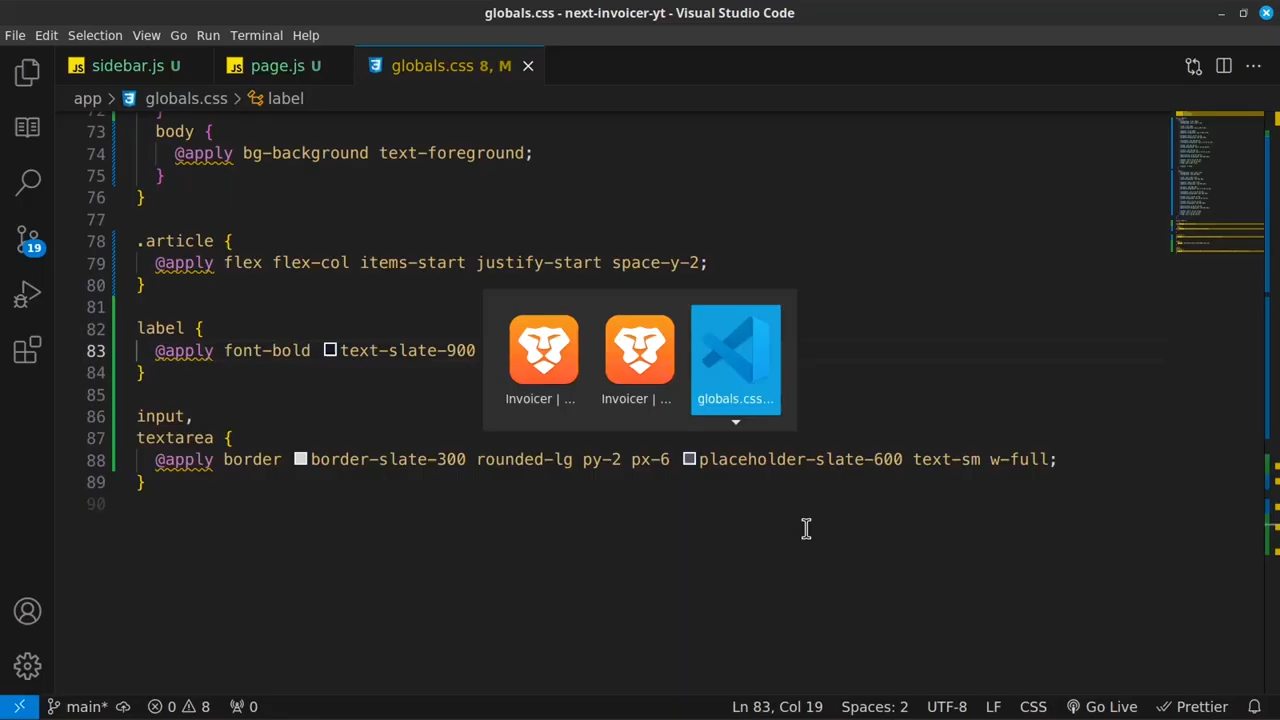 globals.css - next-invoicer-yt - Visual Studio Code
File Edit Selection View Go Run Terminal Help
sidebar.js U page.js U globals.css 8, M
app > globals.css > label
73 body {
74 @apply bg-background text-foreground;
75 }
76 }
77
78 .article {
79 @apply flex flex-col items-start justify-start space-y-2;
80 }
81
82 label {
83 @apply font-bold text-slate-900
84 }
85
86 input,
87 textarea {
88 @apply border border-slate-300 rounded-lg py-2 px-6 placeholder-slate-600 text-sm w-full;
89 }
90
Invoicer | ... Invoicer | ... globals.css...
19
main* 0 8 0 Ln 83, Col 19 Spaces: 2 UTF-8 LF CSS Go Live Prettier